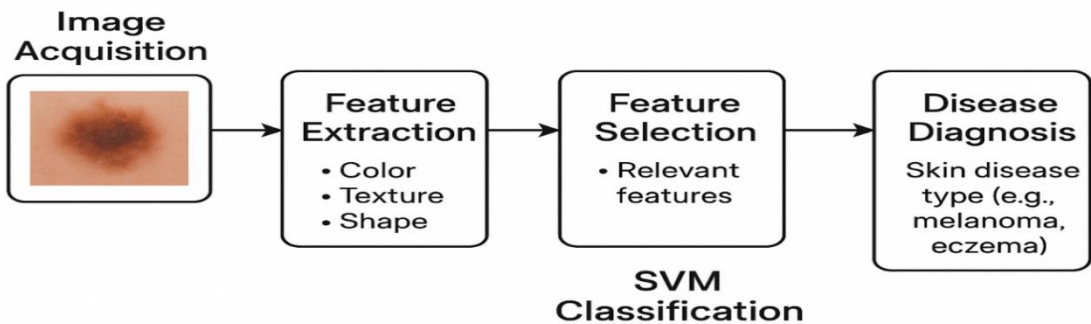 Image
Acquisition
Feature
Extraction
• Color
• Texture
• Shape
Feature
Selection
• Relevant
features
SVM
Classification
Disease
Diagnosis
Skin disease
type (e.g.,
melanoma,
eczema)